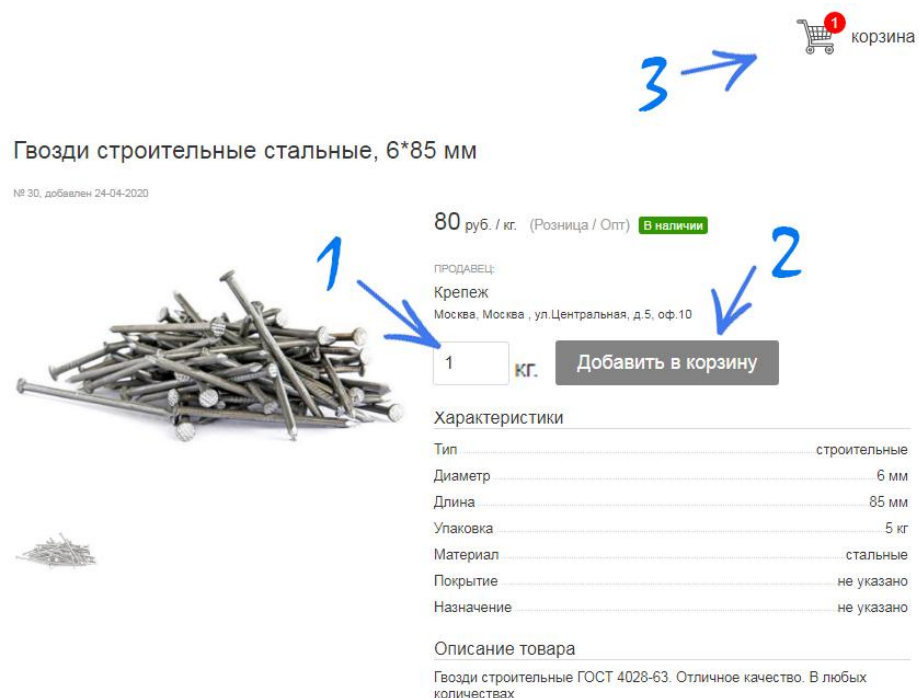 1
корзина
3
Гвозди строительные стальные, 6*85 мм
№ 30, добавлен 24-04-2020
80 руб. / кг. (Розница / Опт) В наличии
1
2
ПРОДАВЕЦ:
Крепеж
Москва, Москва , ул.Центральная, д.5, оф.10
1 кг. Добавить в корзину
Характеристики
Тип строительные
Диаметр 6 мм
Длина 85 мм
Упаковка 5 кг
Материал стальные
Покрытие не указано
Назначение не указано
Описание товара
Гвозди строительные ГОСТ 4028-63. Отличное качество. В любых
количествах